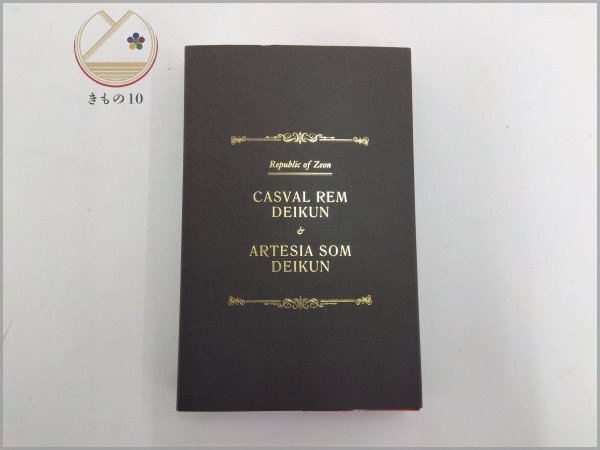 きもの10
Republic of Zeon
CASVAL REM
DEIKUN
&
ARTESIA SOM
DEIKUN